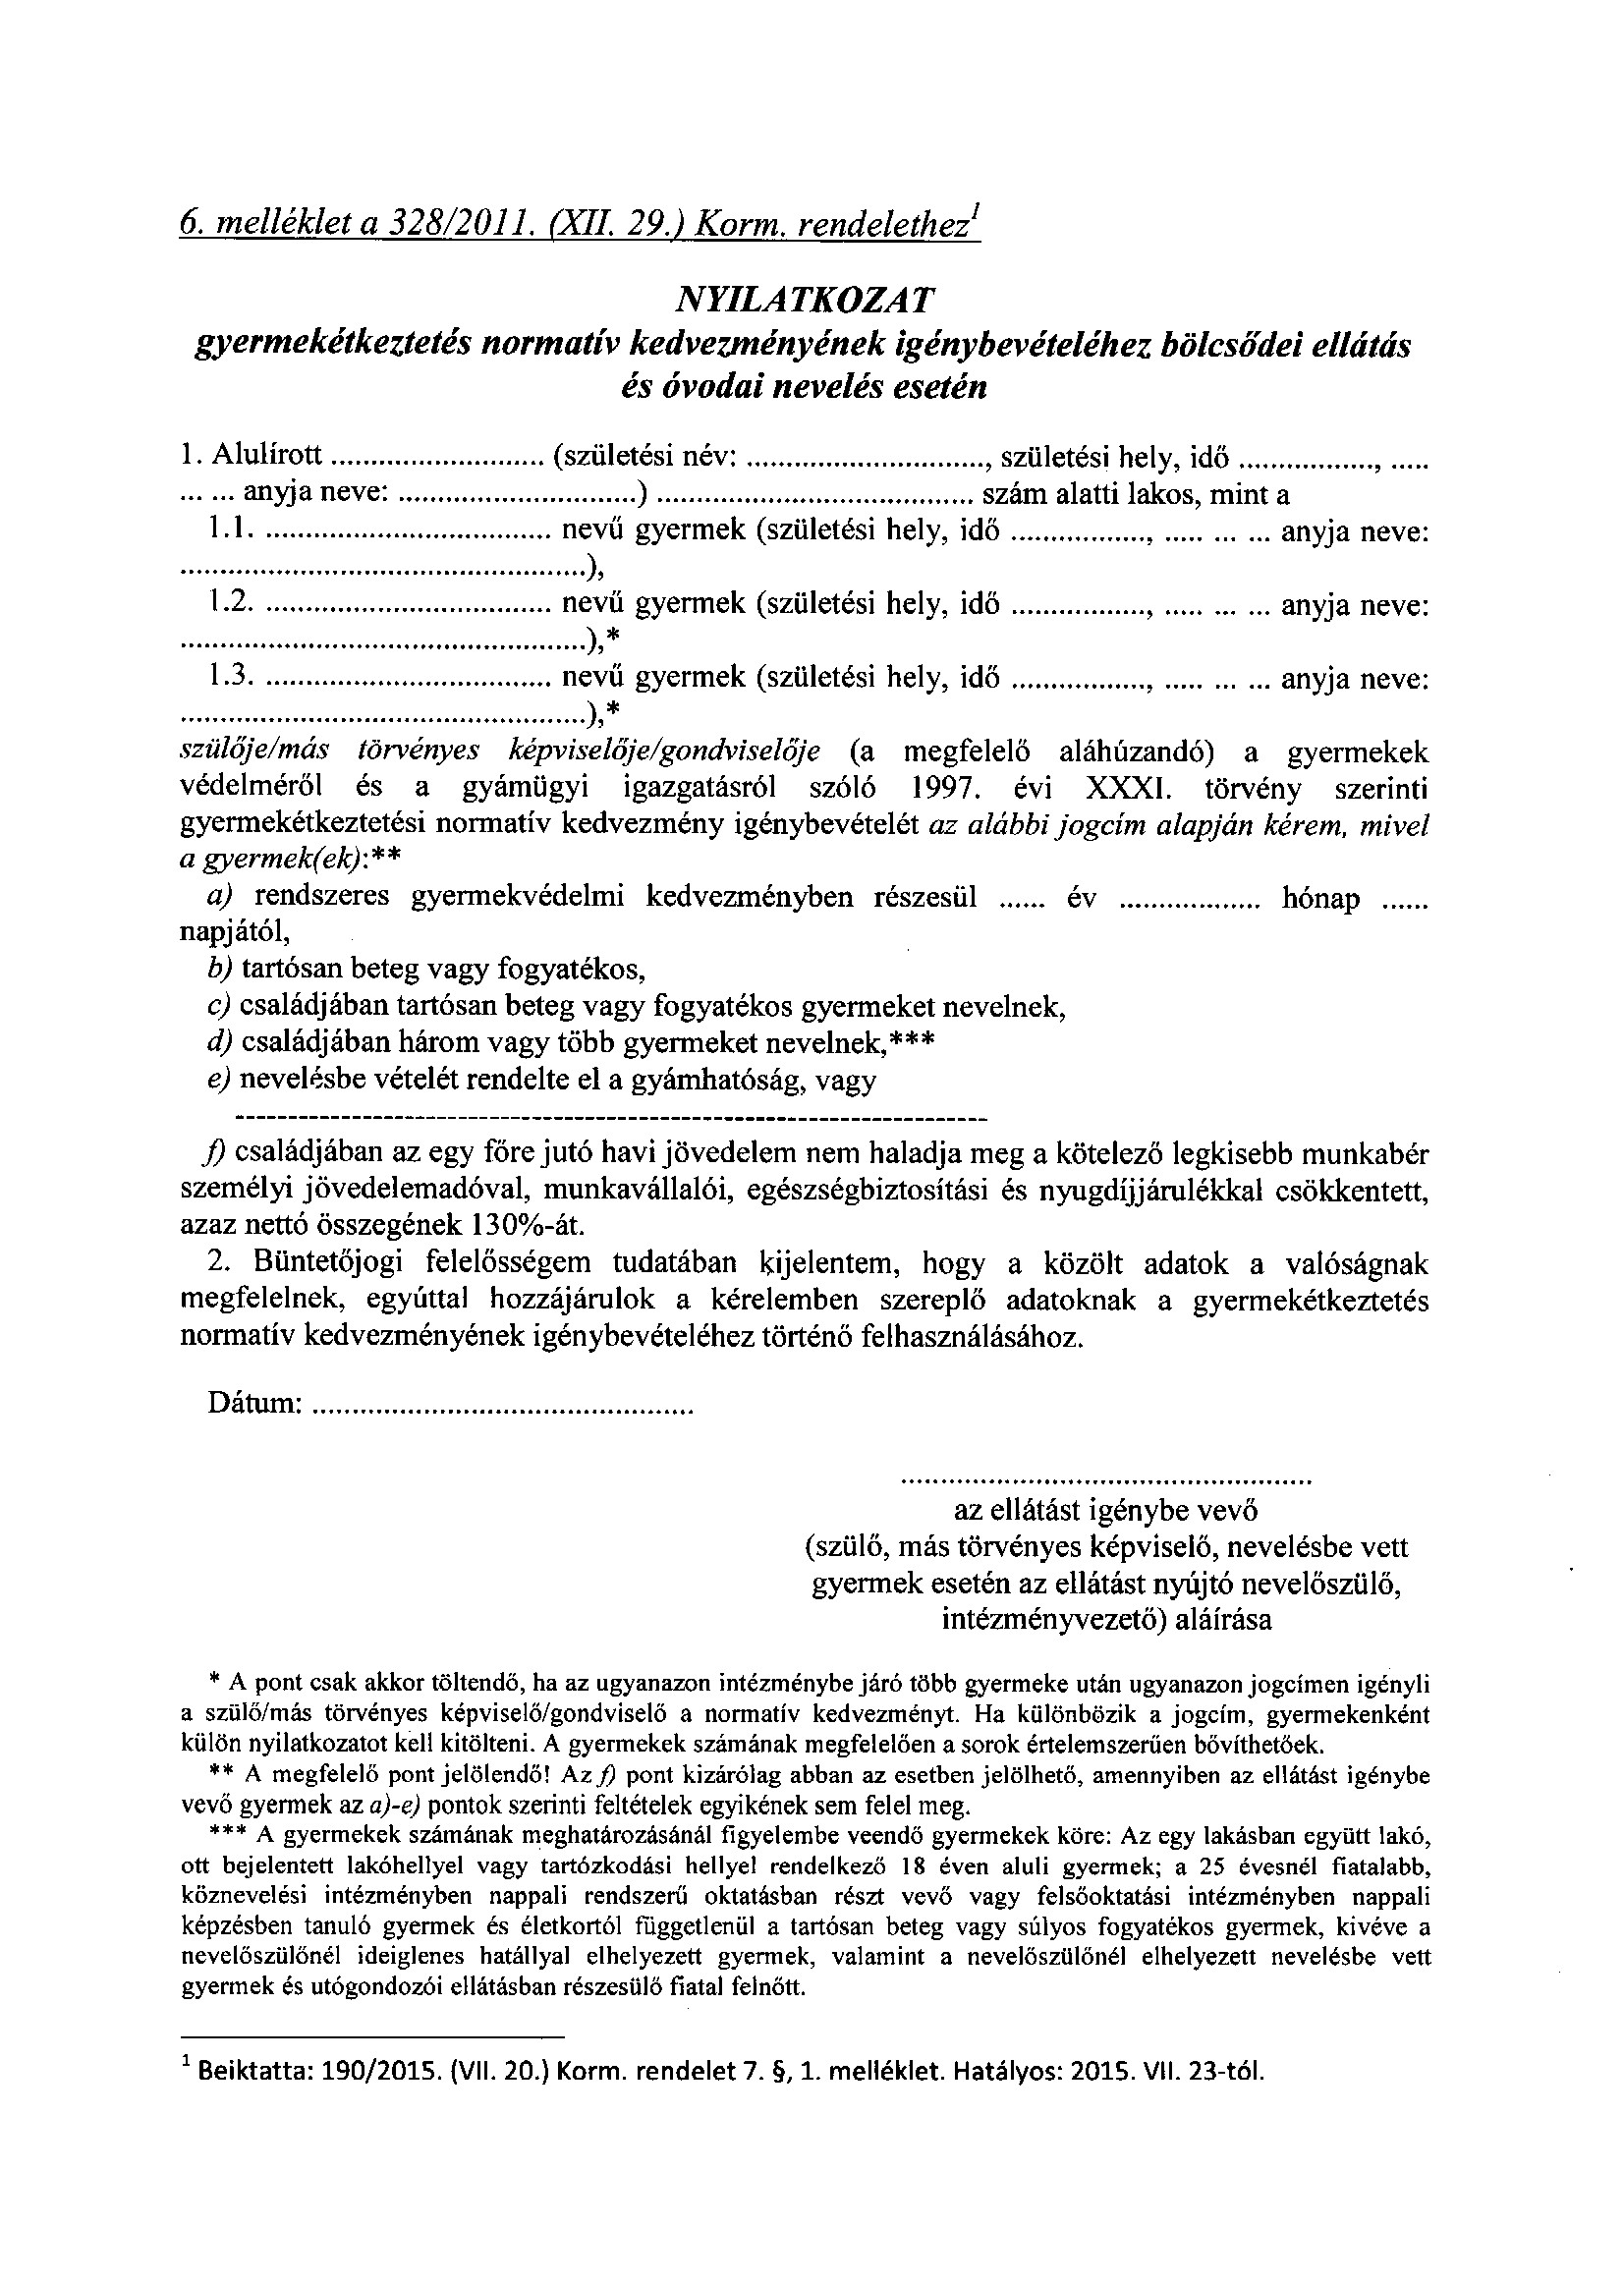 6. melléklet a 328/2011. (XII. 29.) Korm. rendelethez¹
NYILATKOZAT
gyermekétkeztetés normatív kedvezményének igénybevételéhez bölcsődei ellátás
és óvodai nevelés esetén
1. Alulírott ........................... (születési név: .............................., születési hely, idő ................., .....
... ... anyja neve: ..............................) ........................................ szám alatti lakos, mint a
1.1. .................................... nevű gyermek (születési hely, idő ................., ..... ... ... anyja neve:
...................................................),
1.2. .................................... nevű gyermek (születési hely, idő ................., ..... ... ... anyja neve:
...................................................),*
1.3. .................................... nevű gyermek (születési hely, idő ................., ..... ... ... anyja neve:
...................................................),*
szülője/más törvényes képviselője/gondviselője (a megfelelő aláhúzandó) a gyermekek
védelméről és a gyámügyi igazgatásról szóló 1997. évi XXXI. törvény szerinti
gyermekétkeztetési normatív kedvezmény igénybevételét az alábbi jogcím alapján kérem, mivel
a gyermek(ek):**
a) rendszeres gyermekvédelmi kedvezményben részesül ...... év .................. hónap ......
napjától,
b) tartósan beteg vagy fogyatékos,
c) családjában tartósan beteg vagy fogyatékos gyermeket nevelnek,
d) családjában három vagy több gyermeket nevelnek,***
e) nevelésbe vételét rendelte el a gyámhatóság, vagy
------------------------------------------------------------------------
f) családjában az egy főre jutó havi jövedelem nem haladja meg a kötelező legkisebb munkabér
személyi jövedelemadóval, munkavállalói, egészségbiztosítási és nyugdíjjárulékkal csökkentett,
azaz nettó összegének 130%-át.
2. Büntetőjogi felelősségem tudatában kijelentem, hogy a közölt adatok a valóságnak
megfelelnek, egyúttal hozzájárulok a kérelemben szereplő adatoknak a gyermekétkeztetés
normatív kedvezményének igénybevételéhez történő felhasználásához.
Dátum: ................................................
....................................................
az ellátást igénybe vevő
(szülő, más törvényes képviselő, nevelésbe vett
gyermek esetén az ellátást nyújtó nevelőszülő,
intézményvezető) aláírása
* A pont csak akkor töltendő, ha az ugyanazon intézménybe járó több gyermeke után ugyanazon jogcímen igényli
a szülő/más törvényes képviselő/gondviselő a normatív kedvezményt. Ha különbözik a jogcím, gyermekenként
külön nyilatkozatot kell kitölteni. A gyermekek számának megfelelően a sorok értelemszerűen bővíthetőek.
** A megfelelő pont jelölendő! Az f) pont kizárólag abban az esetben jelölhető, amennyiben az ellátást igénybe
vevő gyermek az a)-e) pontok szerinti feltételek egyikének sem felel meg.
*** A gyermekek számának meghatározásánál figyelembe veendő gyermekek köre: Az egy lakásban együtt lakó,
ott bejelentett lakóhellyel vagy tartózkodási hellyel rendelkező 18 éven aluli gyermek; a 25 évesnél fiatalabb,
köznevelési intézményben nappali rendszerű oktatásban részt vevő vagy felsőoktatási intézményben nappali
képzésben tanuló gyermek és életkortól függetlenül a tartósan beteg vagy súlyos fogyatékos gyermek, kivéve a
nevelőszülőnél ideiglenes hatállyal elhelyezett gyermek, valamint a nevelőszülőnél elhelyezett nevelésbe vett
gyermek és utógondozói ellátásban részesülő fiatal felnőtt.
¹ Beiktatta: 190/2015. (VII. 20.) Korm. rendelet 7. §, 1. melléklet. Hatályos: 2015. VII. 23-tól.